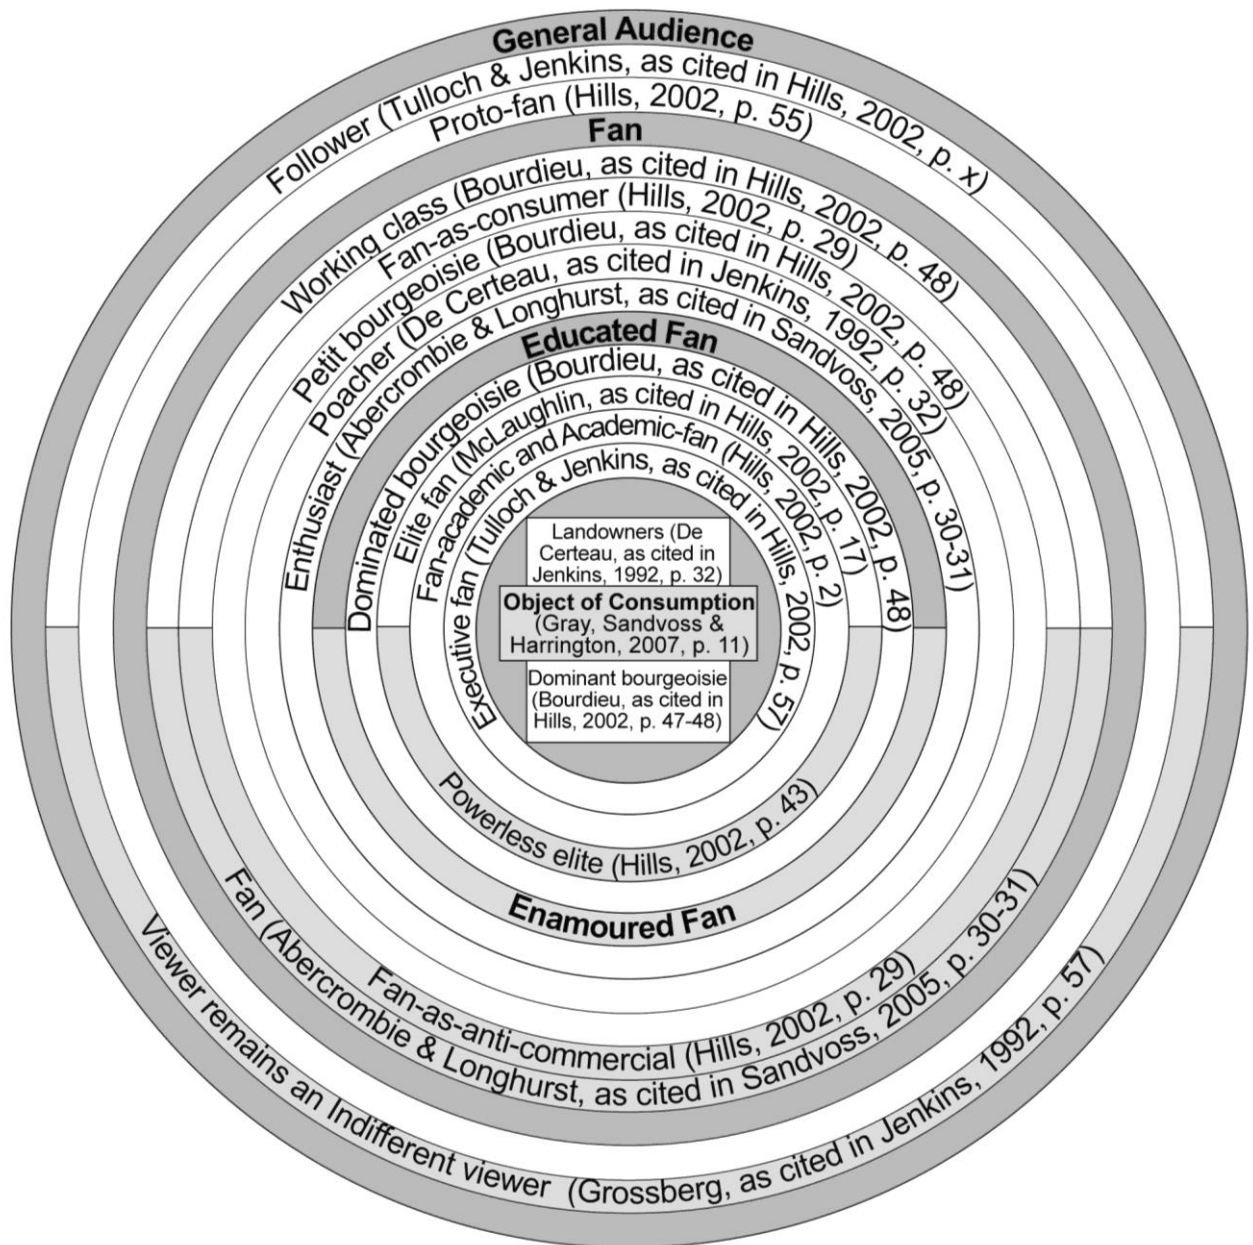 General Audience
Follower (Tulloch & Jenkins, as cited in Hills, 2002, p. x)
Proto-fan (Hills, 2002, p. 55)
Fan
Working class (Bourdieu, as cited in Hills, 2002, p. 48)
Fan-as-consumer (Hills, 2002, p. 29)
Petit bourgeoisie (Bourdieu, as cited in Hills, 2002, p. 48)
Poacher (De Certeau, as cited in Jenkins, 1992, p. 32)
Enthusiast (Abercrombie & Longhurst, as cited in Sandvoss, 2005, p. 30-31)
Educated Fan
Dominated bourgeoisie (Bourdieu, as cited in Hills, 2002, p. 48)
Elite fan (McLaughlin, as cited in Hills, 2002, p. 17)
Fan-academic and Academic-fan (Hills, 2002, p. 2)
Executive fan (Tulloch & Jenkins, as cited in Hills, 2002, p. 57)
Landowners (De
Certeau, as cited in
Jenkins, 1992, p. 32)
Object of Consumption
(Gray, Sandvoss &
Harrington, 2007, p. 11)
Dominant bourgeoisie
(Bourdieu, as cited in
Hills, 2002, p. 47-48)
Powerless elite (Hills, 2002, p. 43)
Enamoured Fan
Fan-as-anti-commercial (Hills, 2002, p. 29)
Fan (Abercrombie & Longhurst, as cited in Sandvoss, 2005, p. 30-31)
Viewer remains an Indifferent viewer (Grossberg, as cited in Jenkins, 1992, p. 57)